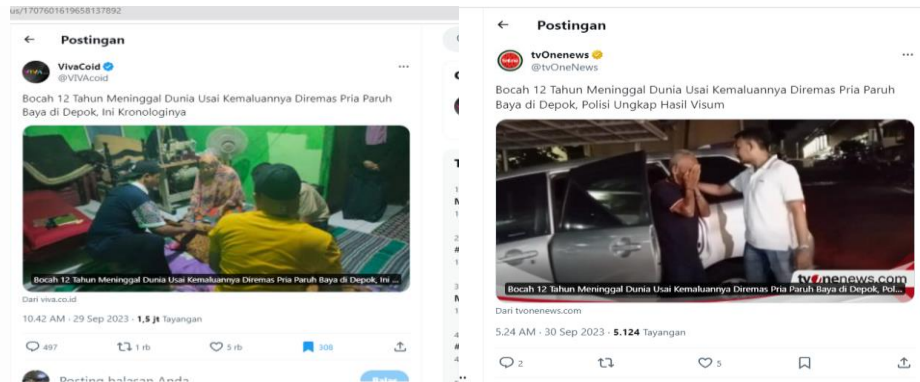 us/1707601619658137892
Postingan
VivaCoid
@VIVAcoid
Bocah 12 Tahun Meninggal Dunia Usai Kemaluannya Diremas Pria Paruh
Baya di Depok, Ini Kronologinya
Bocah 12 Tahun Meninggal Dunia Usai Kemaluannya Diremas Pria Paruh Baya di Depok, Ini ...
Dari viva.co.id
10.42 AM · 29 Sep 2023 · 1,5 jt Tayangan
497 1 rb 5 rb 308
Posting balasan Anda
Balas
Postingan
tvOnenews
@tvOneNews
Bocah 12 Tahun Meninggal Dunia Usai Kemaluannya Diremas Pria Paruh
Baya di Depok, Polisi Ungkap Hasil Visum
tvOnenews.com
Bocah 12 Tahun Meninggal Dunia Usai Kemaluannya Diremas Pria Paruh Baya di Depok, Pol...
Dari tvonenews.com
5.24 AM · 30 Sep 2023 · 5.124 Tayangan
2 5